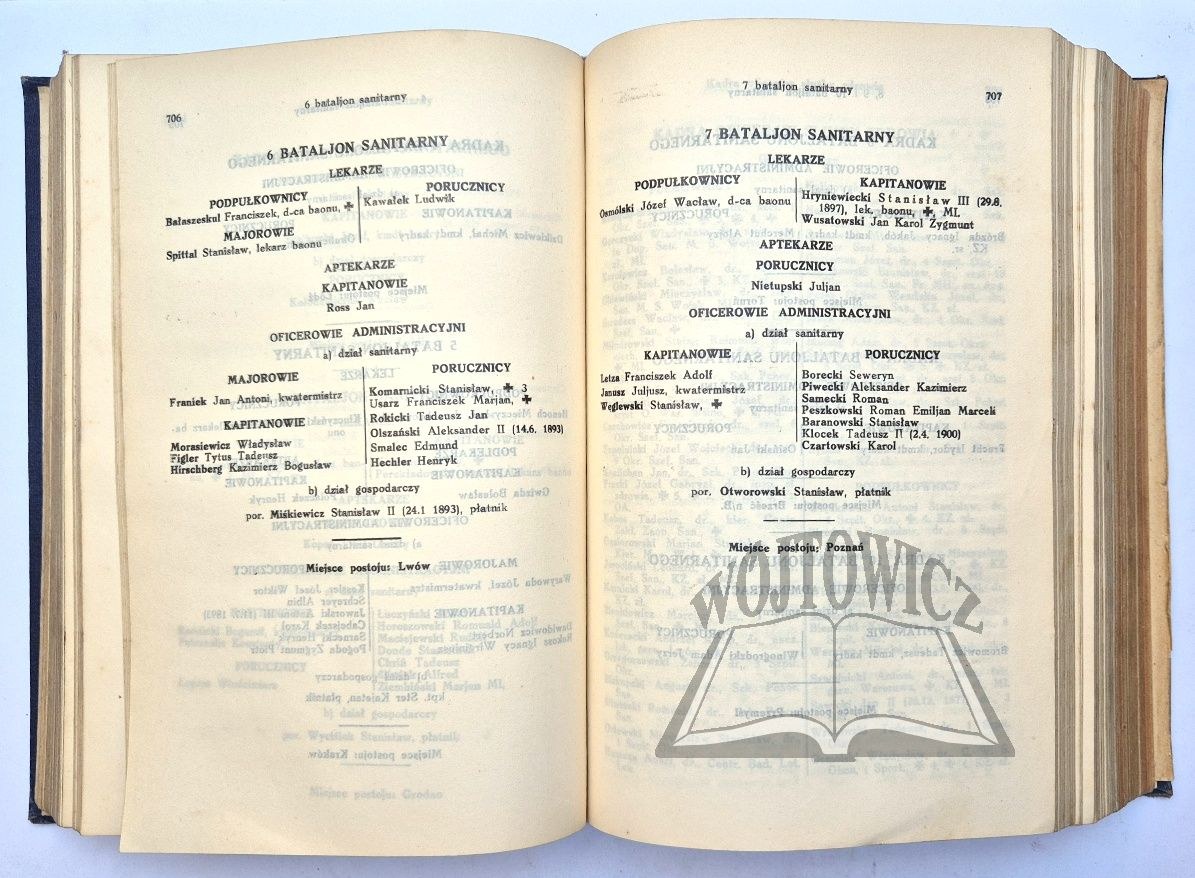 706
6 bataljon sanitarny
6 BATALJON SANITARNY
LEKARZE
PODPUŁKOWNICY
Bałaszeskul Franciszek, d-ca baonu, ✠
MAJOROWIE
Spittal Stanisław, lekarz baonu
PORUCZNICY
Kawałek Ludwik
APTEKARZE
KAPITANOWIE
Ross Jan
OFICEROWIE ADMINISTRACYJNI
a) dział sanitarny
MAJOROWIE
Franiek Jan Antoni, kwatermistrz
KAPITANOWIE
Morasiewicz Władysław
Figler Tytus Tadeusz
Hirschberg Kazimierz Bogusław
PORUCZNICY
Komarnicki Stanisław, ✠ 3
Usarz Franciszek Marjan, ✠
Rokicki Tadeusz Jan
Olszański Aleksander II (14.6. 1893)
Smalec Edmund
Hechler Henryk
b) dział gospodarczy
por. Miśkiewicz Stanisław II (24.1 1893), płatnik
Miejsce postoju: Lwów
7 bataljon sanitarny
707
7 BATALJON SANITARNY
LEKARZE
PODPUŁKOWNICY
Osmólski Józef Wacław, d-ca baonu
KAPITANOWIE
Hryniewiecki Stanisław III (29.8.
1897), lek. baonu, ✠, MI.
Wusatowski Jan Karol Zygmunt
APTEKARZE
PORUCZNICY
Nietupski Juljan
OFICEROWIE ADMINISTRACYJNI
a) dział sanitarny
KAPITANOWIE
Letza Franciszek Adolf
Janusz Juljusz, kwatermistrz
Węglewski Stanisław, ✠
PORUCZNICY
Borecki Seweryn
Piwecki Aleksander Kazimierz
Samecki Roman
Peszkowski Roman Emiljan Marceli
Baranowski Stanisław
Klocek Tadeusz II (2.4. 1900)
Czartowski Karol
b) dział gospodarczy
por. Otworowski Stanisław, płatnik
Miejsce postoju: Poznań
WÓJTOWICZ